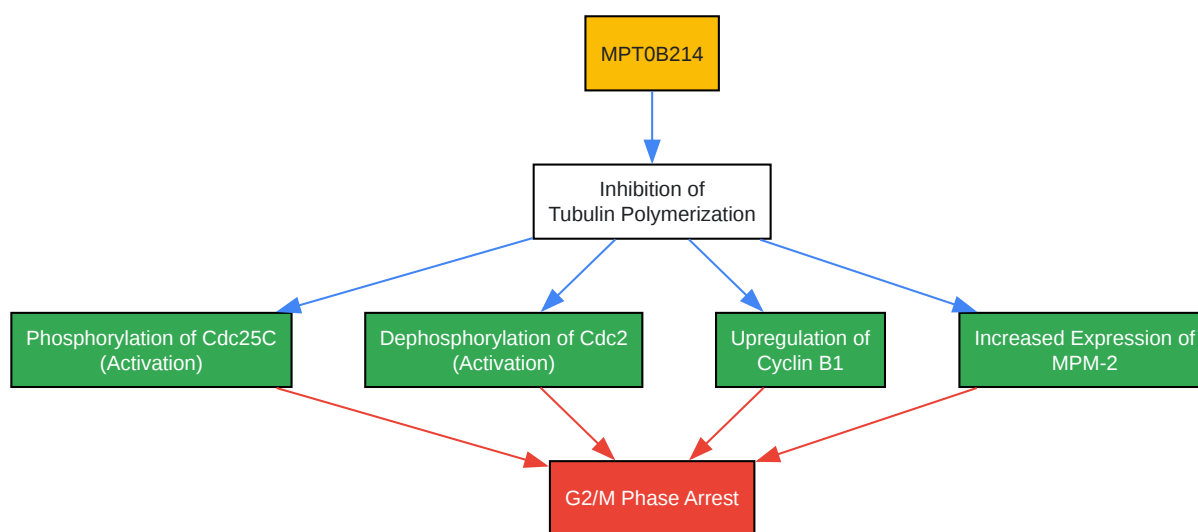 MPT0B214
Inhibition of
Tubulin Polymerization
Phosphorylation of Cdc25C
(Activation)
Dephosphorylation of Cdc2
(Activation)
Upregulation of
Cyclin B1
Increased Expression of
MPM-2
G2/M Phase Arrest